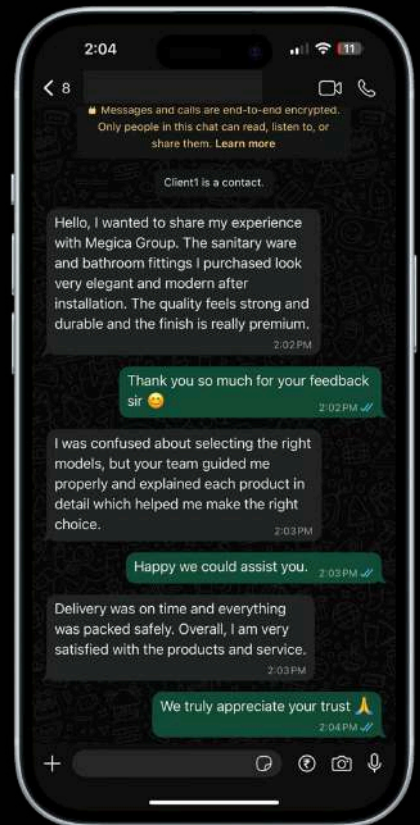 2:04
11
8
Messages and calls are end-to-end encrypted.
Only people in this chat can read, listen to, or
share them. Learn more
Client1 is a contact.
Hello, I wanted to share my experience
with Megica Group. The sanitary ware
and bathroom fittings I purchased look
very elegant and modern after
installation. The quality feels strong and
durable and the finish is really premium.
2:02 PM
Thank you so much for your feedback
sir 😊
2:02 PM
I was confused about selecting the right
models, but your team guided me
properly and explained each product in
detail which helped me make the right
choice.
2:03 PM
Happy we could assist you. 2:03 PM
Delivery was on time and everything
was packed safely. Overall, I am very
satisfied with the products and service.
2:03 PM
We truly appreciate your trust 🙏
2:04 PM
₹